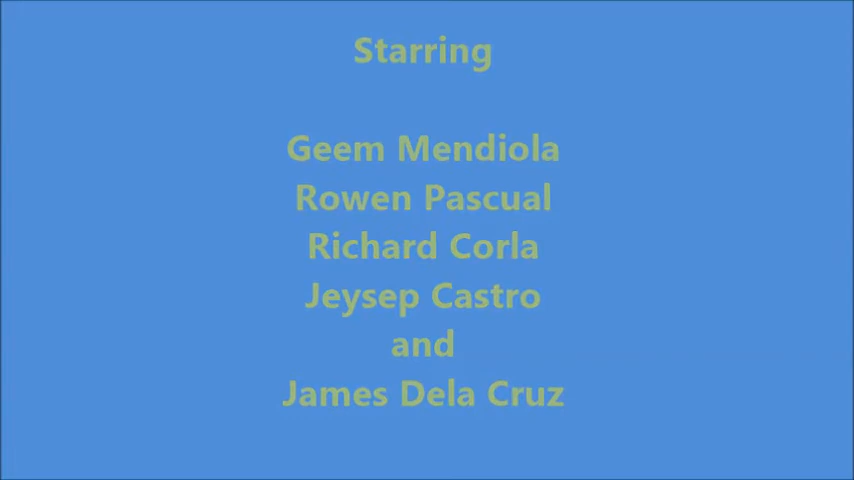 Starring
Geem Mendiola
Rowen Pascual
Richard Corla
Jeysep Castro
and
James Dela Cruz